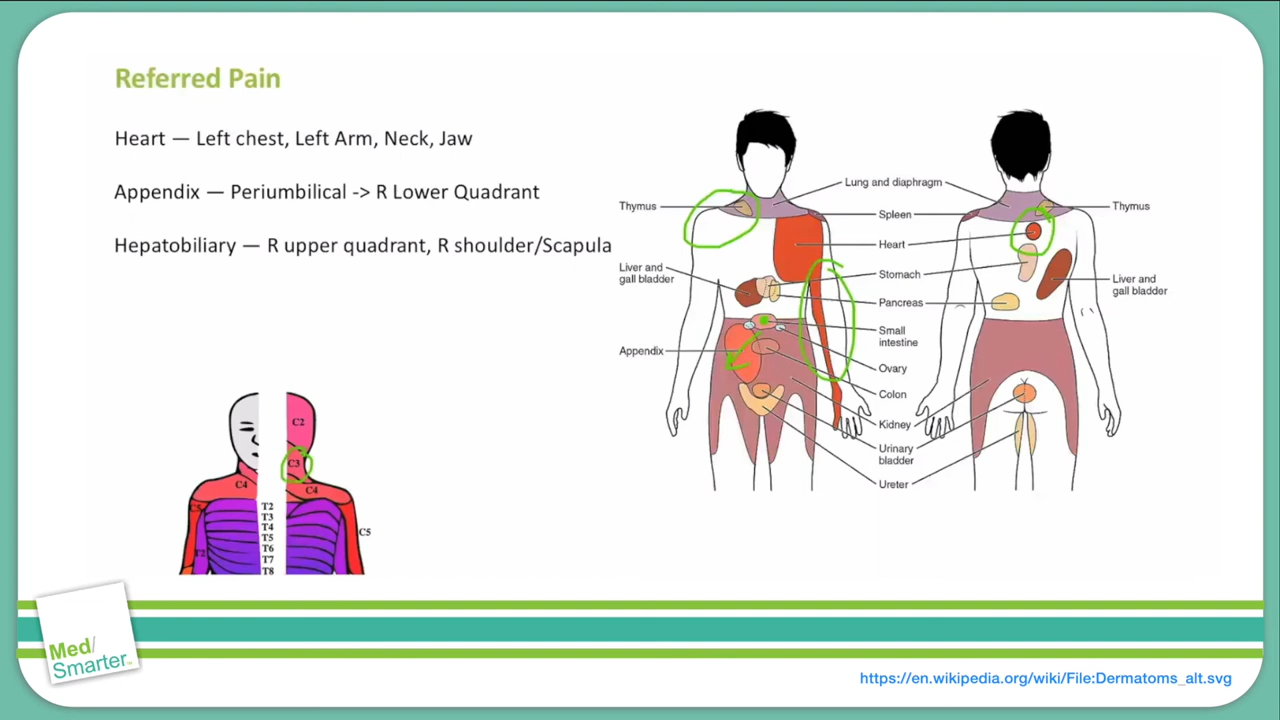 Referred Pain
Heart — Left chest, Left Arm, Neck, Jaw
Appendix — Periumbilical -> R Lower Quadrant
Hepatobiliary — R upper quadrant, R shoulder/Scapula
Lung and diaphragm
Thymus
Spleen
Thymus
Heart
Liver and
gall bladder
Stomach
Liver and
gall bladder
Pancreas
Small
intestine
Appendix
Ovary
Colon
Kidney
Urinary
bladder
Ureter
C2
C3
C4
C4
C5
T2
T3
T4
T5
T6
T7
T8
C5
T2
Med/
Smarter™
https://en.wikipedia.org/wiki/File:Dermatoms_alt.svg